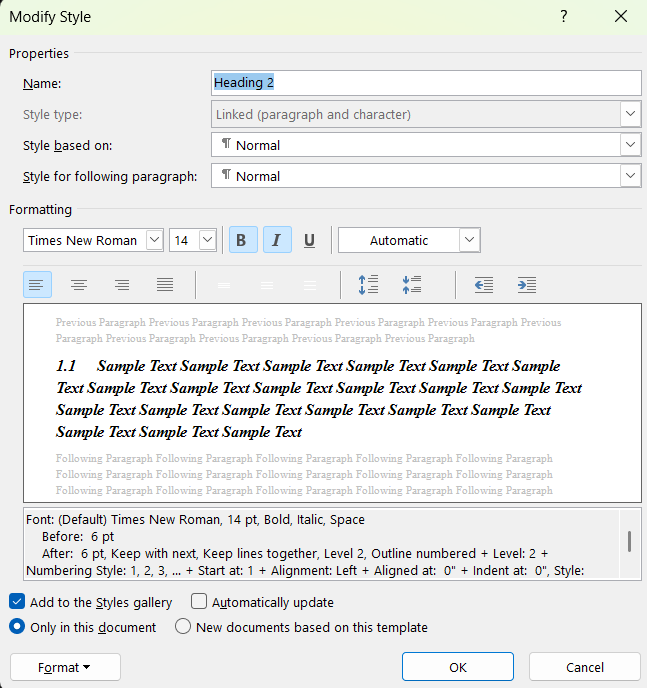 Modify Style ? ×
Properties
Name: Heading 2
Style type: Linked (paragraph and character)
Style based on: ¶ Normal
Style for following paragraph: ¶ Normal
Formatting
Times New Roman 14 B I U Automatic
Previous Paragraph Previous Paragraph Previous Paragraph Previous Paragraph Previous Paragraph Previous
Paragraph Previous Paragraph Previous Paragraph Previous Paragraph Previous Paragraph
1.1 Sample Text Sample Text Sample Text Sample Text Sample Text Sample
Text Sample Text Sample Text Sample Text Sample Text Sample Text Sample Text
Sample Text Sample Text Sample Text Sample Text Sample Text Sample Text
Sample Text Sample Text Sample Text
Following Paragraph Following Paragraph Following Paragraph Following Paragraph Following Paragraph
Following Paragraph Following Paragraph Following Paragraph Following Paragraph Following Paragraph
Following Paragraph Following Paragraph Following Paragraph Following Paragraph Following Paragraph
Font: (Default) Times New Roman, 14 pt, Bold, Italic, Space
Before: 6 pt
After: 6 pt, Keep with next, Keep lines together, Level 2, Outline numbered + Level: 2 +
Numbering Style: 1, 2, 3, … + Start at: 1 + Alignment: Left + Aligned at: 0" + Indent at: 0", Style:
Add to the Styles gallery Automatically update
Only in this document New documents based on this template
Format OK Cancel